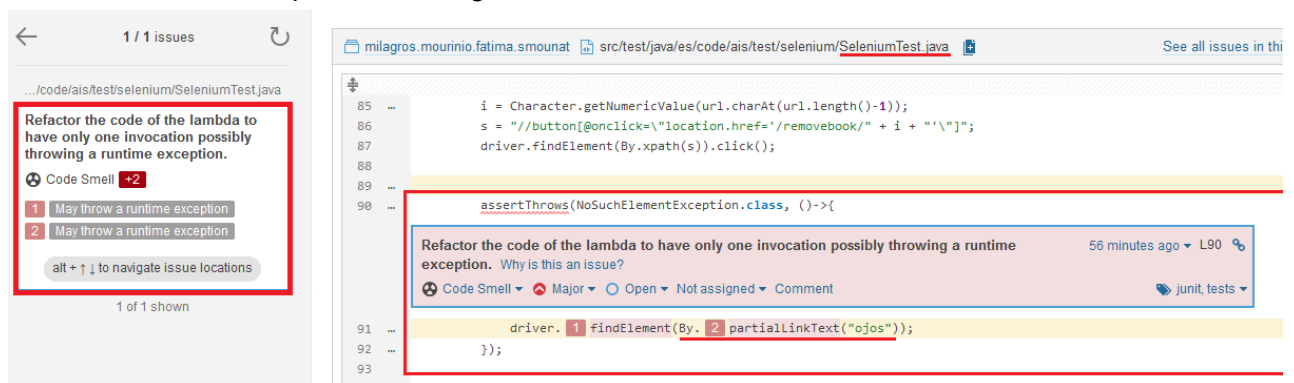 1 / 1 issues
.../code/ais/test/selenium/SeleniumTest.java
Refactor the code of the lambda to
have only one invocation possibly
throwing a runtime exception.
Code Smell +2
1 May throw a runtime exception
2 May throw a runtime exception
alt + ↑ ↓ to navigate issue locations
1 of 1 shown
milagros.mourinio.fatima.smounat src/test/java/es/code/ais/test/selenium/SeleniumTest.java See all issues in thi
85 … i = Character.getNumericValue(url.charAt(url.length()-1));
86 s = "//button[@onclick=\"location.href='/removebook/" + i + "'\"]";
87 driver.findElement(By.xpath(s)).click();
88
89 …
90 … assertThrows(NoSuchElementException.class, ()->{
Refactor the code of the lambda to have only one invocation possibly throwing a runtime 56 minutes ago L90
exception. Why is this an issue?
Code Smell Major Open Not assigned Comment junit, tests
91 … driver. 1 findElement(By. 2 partialLinkText("ojos"));
92 … });
93